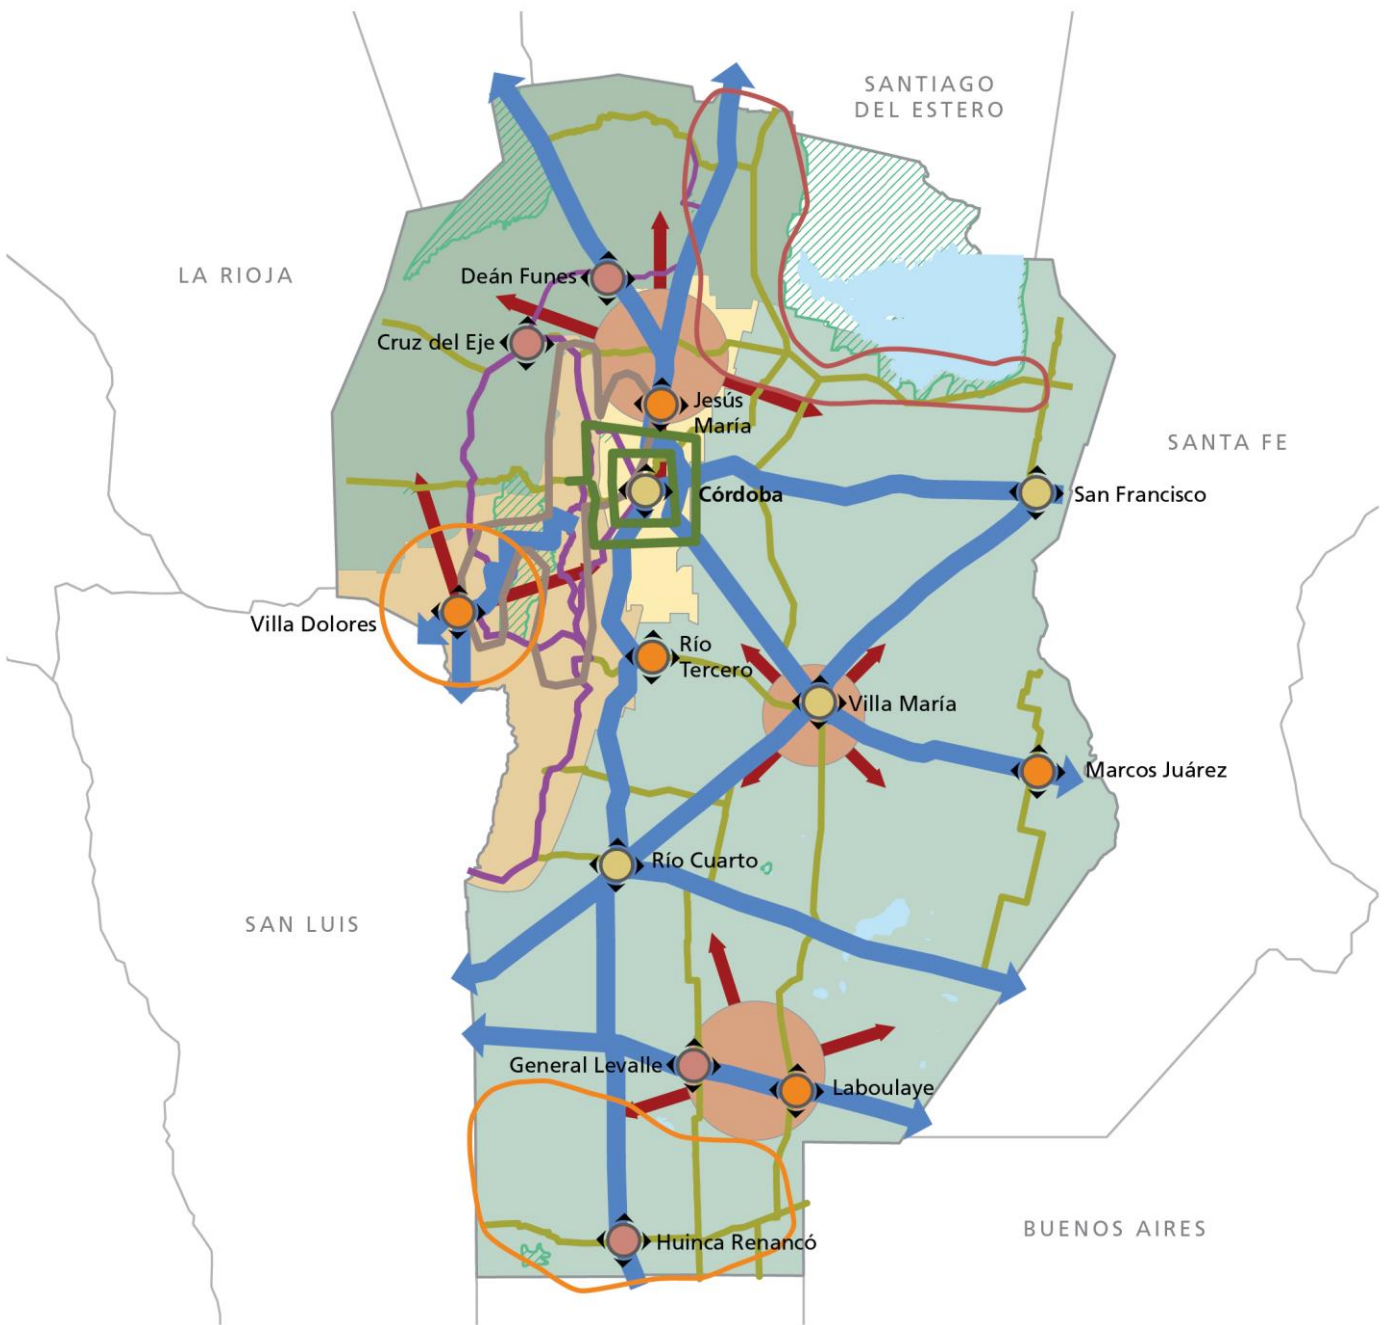 SANTIAGO
DEL ESTERO
LA RIOJA
Deán Funes
Cruz del Eje
Jesús
María
SANTA FE
Córdoba
San Francisco
Villa Dolores
Río
Tercero
Villa María
Marcos Juárez
Río Cuarto
SAN LUIS
General Levalle
Laboulaye
BUENOS AIRES
Huinca Renancó